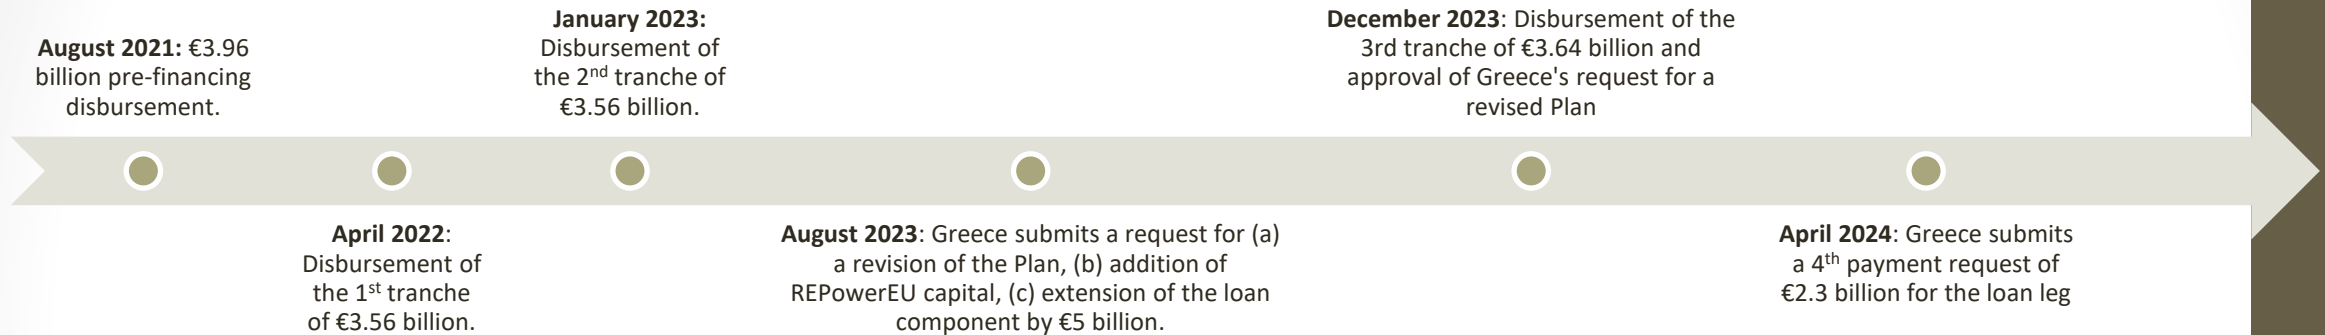 August 2021: €3.96
billion pre-financing
disbursement.
April 2022:
Disbursement of
the 1st tranche
of €3.56 billion.
January 2023:
Disbursement of
the 2nd tranche of
€3.56 billion.
August 2023: Greece submits a request for (a)
a revision of the Plan, (b) addition of
REPowerEU capital, (c) extension of the loan
component by €5 billion.
December 2023: Disbursement of the
3rd tranche of €3.64 billion and
approval of Greece's request for a
revised Plan
April 2024: Greece submits
a 4th payment request of
€2.3 billion for the loan leg